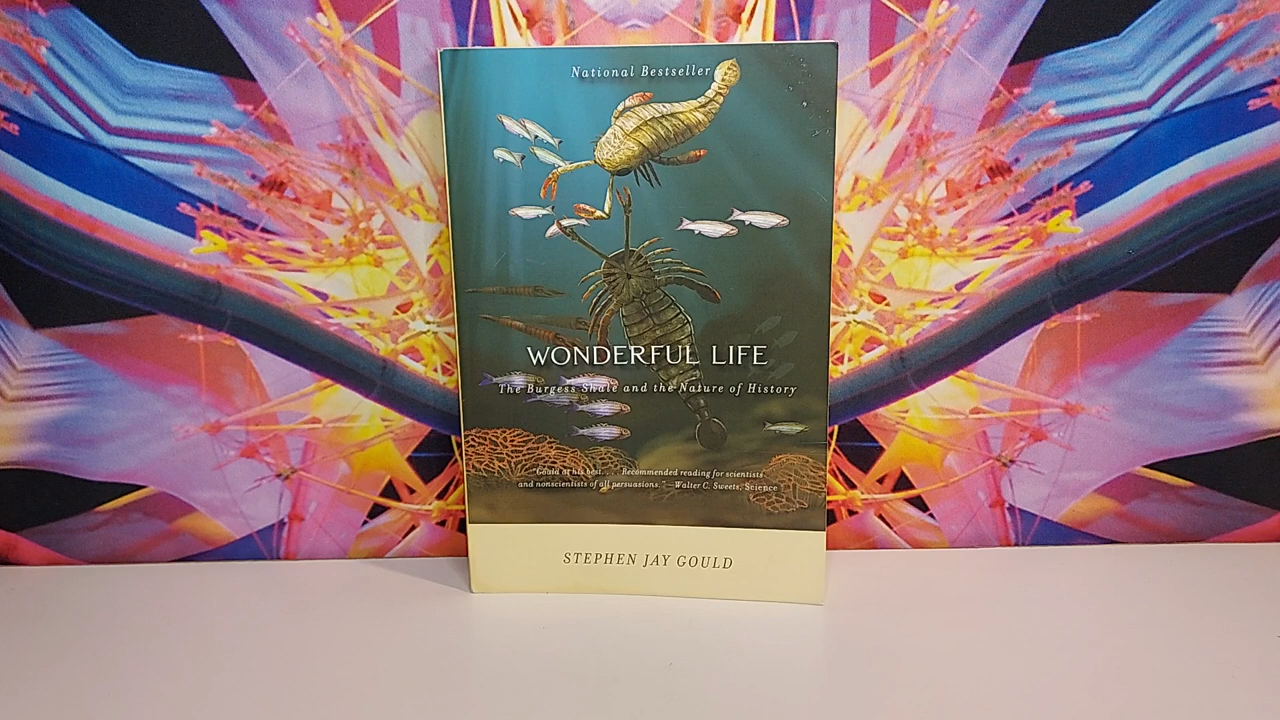 National Bestseller
WONDERFUL LIFE
The Burgess Shale and the Nature of History
"Gould at his best. . . . Recommended reading for scientists
and nonscientists of all persuasions." —Walter C. Sweets, Science
STEPHEN JAY GOULD